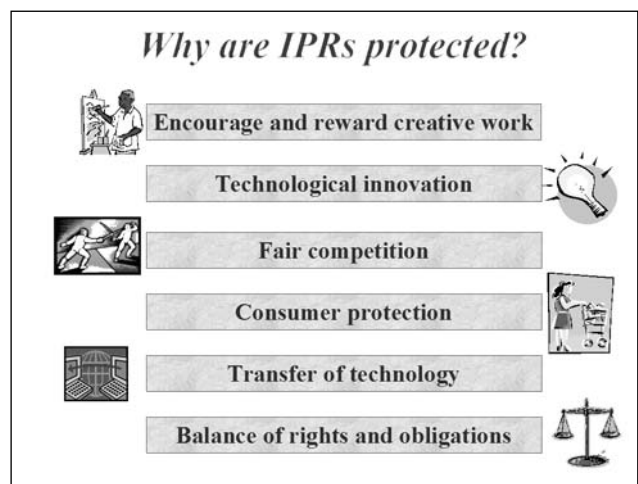 Why are IPRs protected?
Encourage and reward creative work
Technological innovation
Fair competition
Consumer protection
Transfer of technology
Balance of rights and obligations